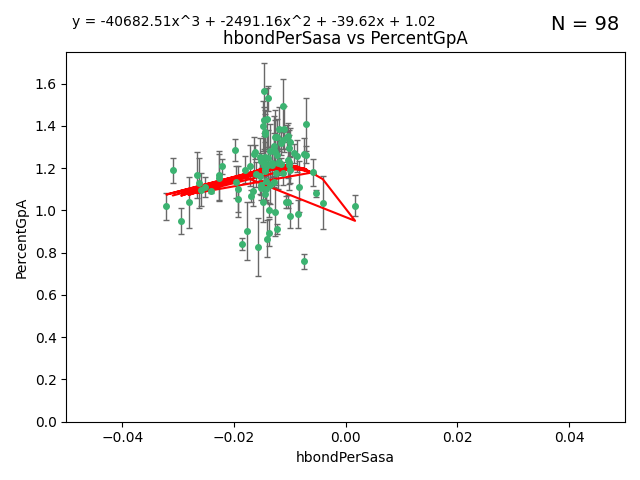 y = -40682.51x^3 + -2491.16x^2 + -39.62x + 1.02
N = 98
hbondPerSasa vs PercentGpA
PercentGpA
1.6
1.4
1.2
1.0
0.8
0.6
0.4
0.2
0.0
−0.04 −0.02 0.00 0.02 0.04
hbondPerSasa